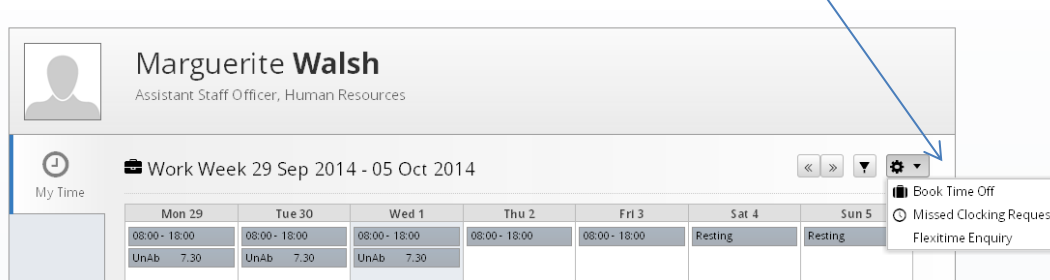 Marguerite Walsh
Assistant Staff Officer, Human Resources
My Time
Work Week 29 Sep 2014 - 05 Oct 2014
Book Time Off
Missed Clocking Reques
Flexitime Enquiry
Mon 29 Tue 30 Wed 1 Thu 2 Fri 3 Sat 4 Sun 5
08:00 - 18:00 08:00 - 18:00 08:00 - 18:00 08:00 - 18:00 08:00 - 18:00 Resting Resting
UnAb 7.30 UnAb 7.30 UnAb 7.30